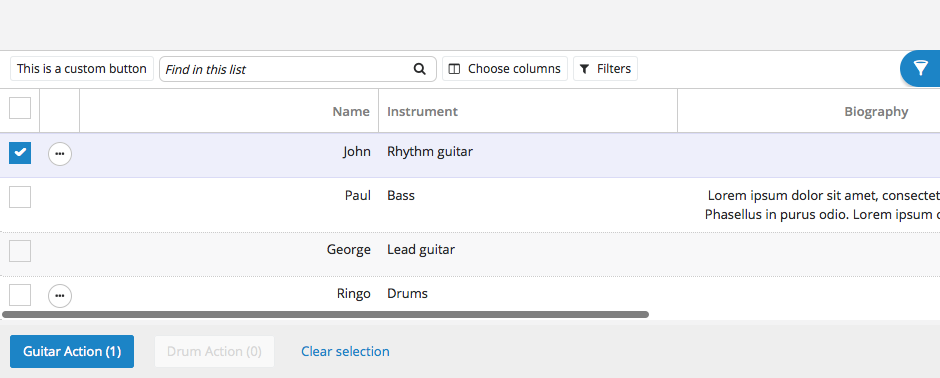 This is a custom button Find in this list Choose columns Filters
Name Instrument Biography
John Rhythm guitar
Paul Bass Lorem ipsum dolor sit amet, consectet
Phasellus in purus odio. Lorem ipsum
George Lead guitar
Ringo Drums
Guitar Action (1) Drum Action (0) Clear selection